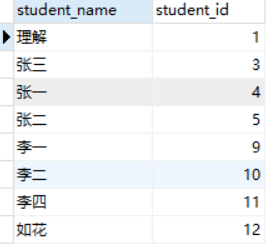 student_name student_id
理解 1
张三 3
张一 4
张二 5
李一 9
李二 10
李四 11
如花 12